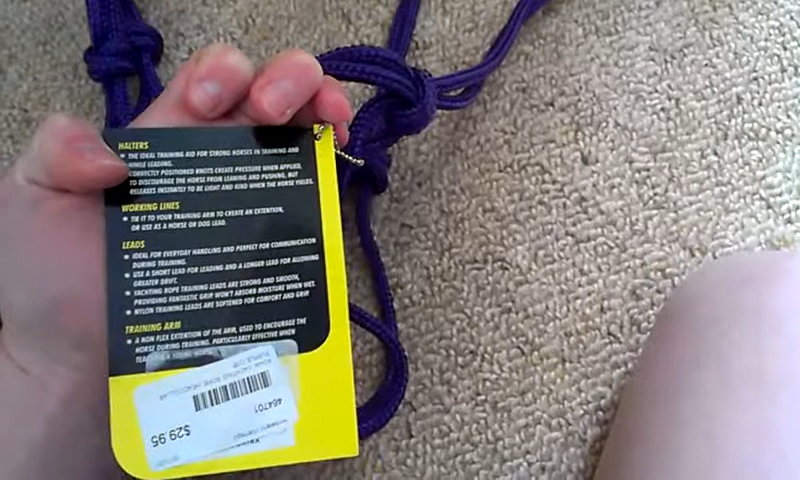 HALTERS
• THE IDEAL TRAINING AID FOR STRONG HORSES IN TRAINING AND
WHILE LEADING.
CORRECTLY POSITIONED KNOTS CREATE PRESSURE WHEN APPLIED,
TO DISCOURAGE THE HORSE FROM LEANING AND PUSHING, BUT
RELEASES INSTANTLY TO BE LIGHT AND KIND WHEN THE HORSE YIELDS.
WORKING LINES
• TIE IT TO YOUR TRAINING ARM TO CREATE AN EXTENTION,
OR USE AS A HORSE OR DOG LEAD.
LEADS
• IDEAL FOR EVERYDAY HANDLING AND PERFECT FOR COMMUNICATION
DURING TRAINING.
• USE A SHORT LEAD FOR LEADING AND A LONGER LEAD FOR ALLOWING
GREATER DRIFT.
• YACHTING ROPE TRAINING LEADS ARE STRONG AND SMOOTH,
PROVIDING FANTASTIC GRIP WON'T ABSORB MOISTURE WHEN WET.
• NYLON TRAINING LEADS ARE SOFTENED FOR COMFORT AND GRIP
TRAINING ARM
• A NON FLEX EXTENTION OF THE ARM, USED TO ENCOURAGE THE
HORSE DURING TRAINING. PARTICULARLY EFFECTIVE WHEN
464701
$29.95